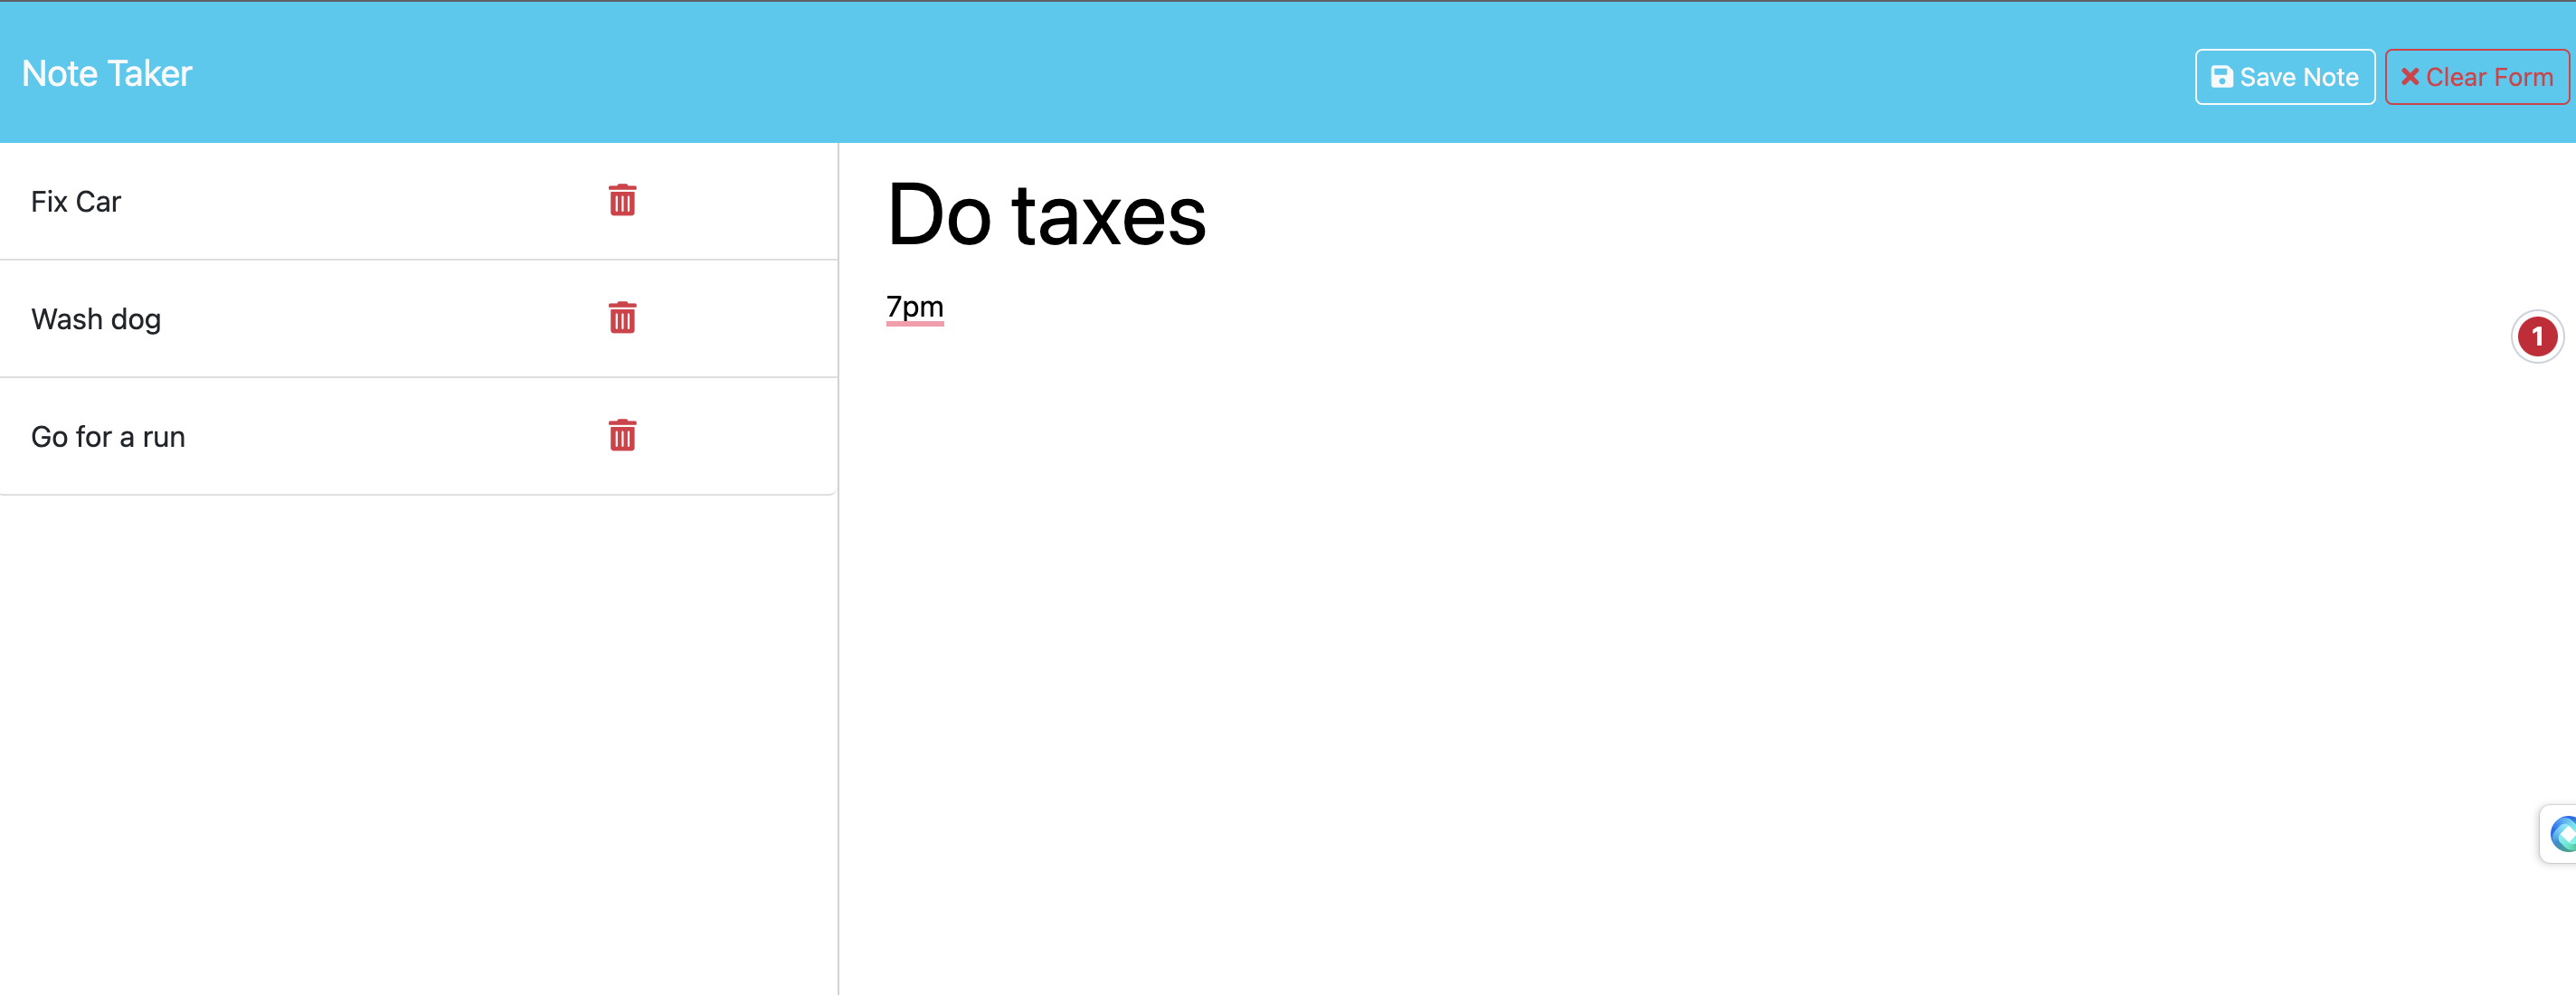 Note Taker
Save Note
Clear Form
Fix Car
Wash dog
Go for a run
Do taxes
7pm
1